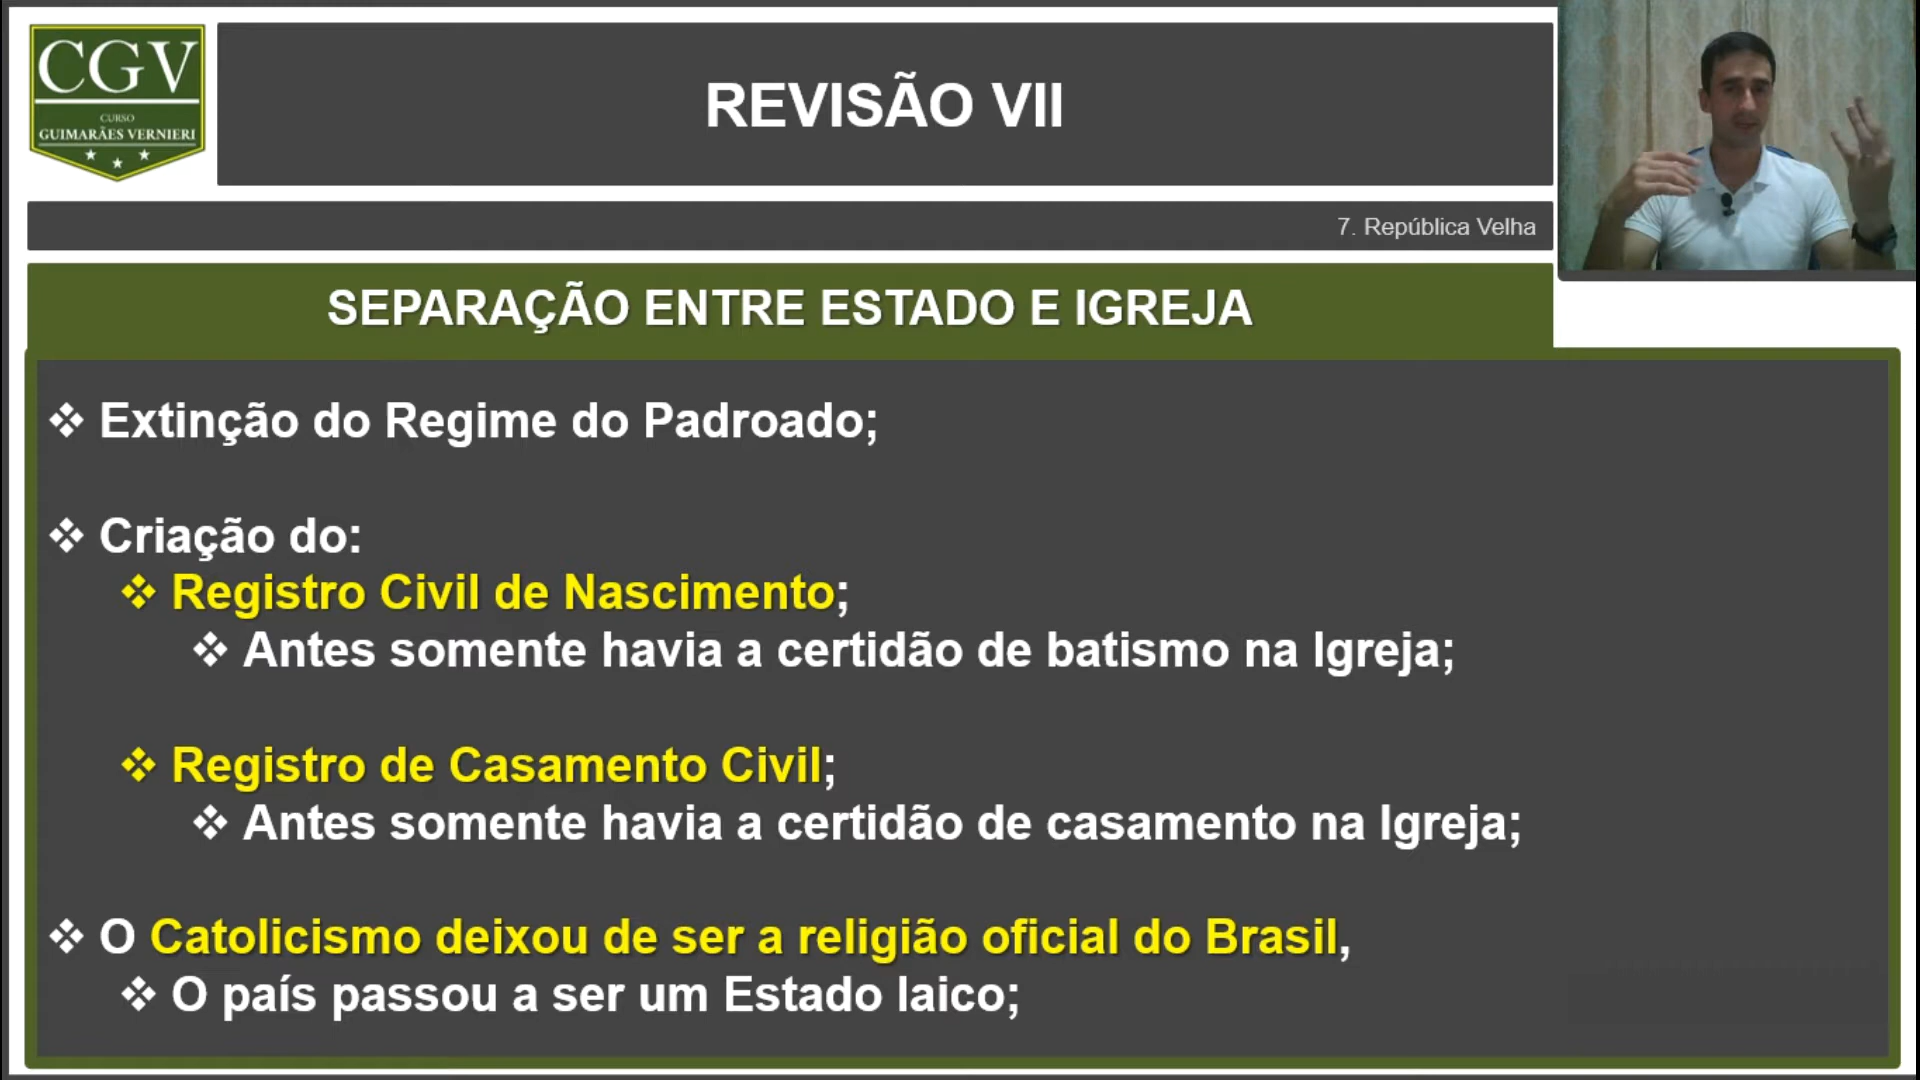 CGV
CURSO
GUIMARÃES VERNIERI
REVISÃO VII
7. República Velha
SEPARAÇÃO ENTRE ESTADO E IGREJA
❖ Extinção do Regime do Padroado;
❖ Criação do:
❖ Registro Civil de Nascimento;
❖ Antes somente havia a certidão de batismo na Igreja;
❖ Registro de Casamento Civil;
❖ Antes somente havia a certidão de casamento na Igreja;
❖ O Catolicismo deixou de ser a religião oficial do Brasil,
❖ O país passou a ser um Estado laico;